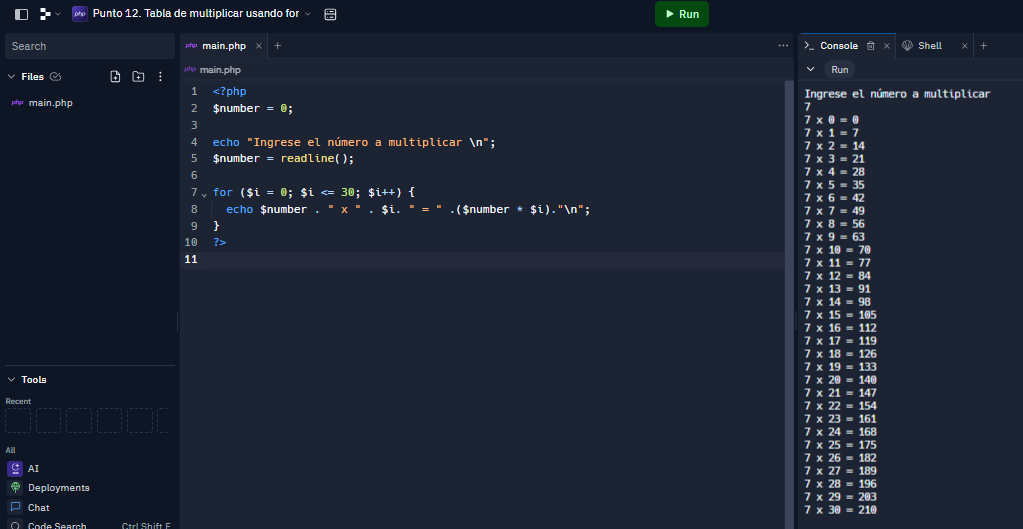 php Punto 12. Tabla de multiplicar usando for
Run
Search
Files
php main.php
Tools
Recent
All
AI
Deployments
Chat
Code Search Ctrl Shift F
php main.php × +
php main.php
1 <?php
2 $number = 0;
3
4 echo "Ingrese el número a multiplicar \n";
5 $number = readline();
6
7 for ($i = 0; $i <= 30; $i++) {
8 echo $number . " x " . $i. " = " .($number * $i)."\n";
9 }
10 ?>
11
Console × Shell × +
Run
Ingrese el número a multiplicar
7
7 x 0 = 0
7 x 1 = 7
7 x 2 = 14
7 x 3 = 21
7 x 4 = 28
7 x 5 = 35
7 x 6 = 42
7 x 7 = 49
7 x 8 = 56
7 x 9 = 63
7 x 10 = 70
7 x 11 = 77
7 x 12 = 84
7 x 13 = 91
7 x 14 = 98
7 x 15 = 105
7 x 16 = 112
7 x 17 = 119
7 x 18 = 126
7 x 19 = 133
7 x 20 = 140
7 x 21 = 147
7 x 22 = 154
7 x 23 = 161
7 x 24 = 168
7 x 25 = 175
7 x 26 = 182
7 x 27 = 189
7 x 28 = 196
7 x 29 = 203
7 x 30 = 210